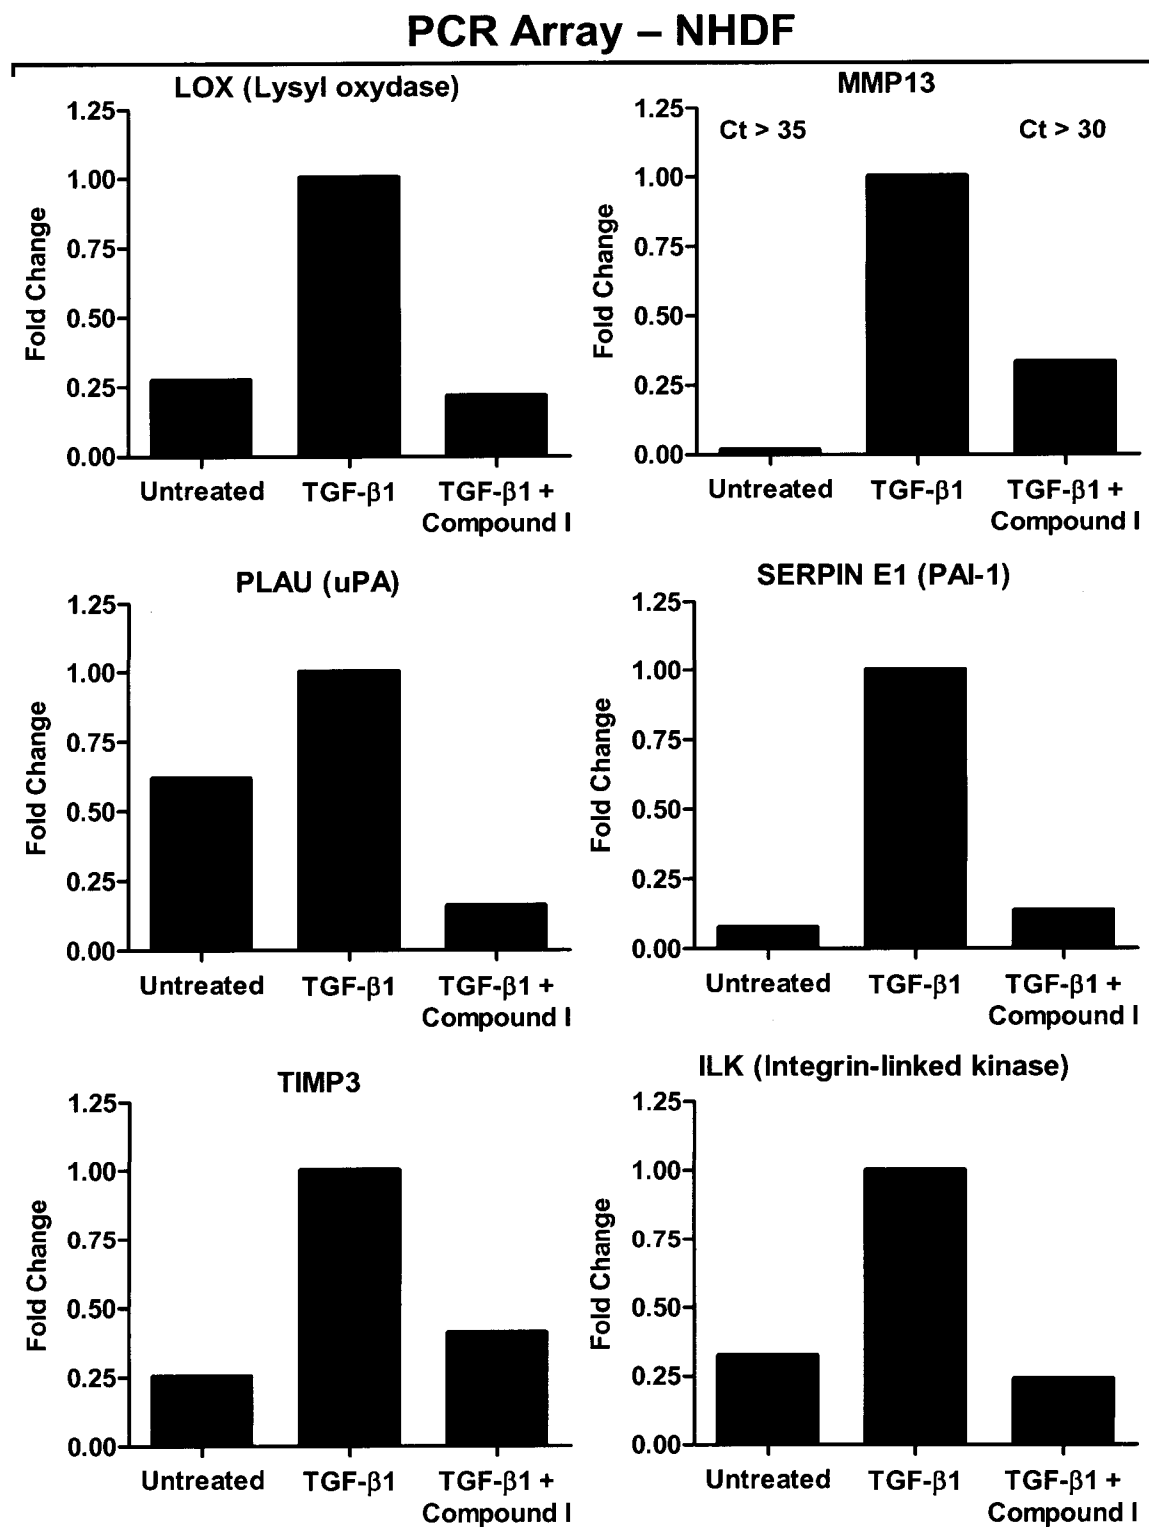 PCR Array – NHDF
LOX (Lysyl oxydase)
1.25
1.00
0.75
0.50
0.25
0.00
Fold Change
Untreated
TGF-β1
TGF-β1 +
Compound I
MMP13
Ct > 35
Ct > 30
1.25
1.00
0.75
0.50
0.25
0.00
Fold Change
Untreated
TGF-β1
TGF-β1 +
Compound I
PLAU (uPA)
1.25
1.00
0.75
0.50
0.25
0.00
Fold Change
Untreated
TGF-β1
TGF-β1 +
Compound I
SERPIN E1 (PAI-1)
1.25
1.00
0.75
0.50
0.25
0.00
Fold Change
Untreated
TGF-β1
TGF-β1 +
Compound I
TIMP3
1.25
1.00
0.75
0.50
0.25
0.00
Fold Change
Untreated
TGF-β1
TGF-β1 +
Compound I
ILK (Integrin-linked kinase)
1.25
1.00
0.75
0.50
0.25
0.00
Fold Change
Untreated
TGF-β1
TGF-β1 +
Compound I